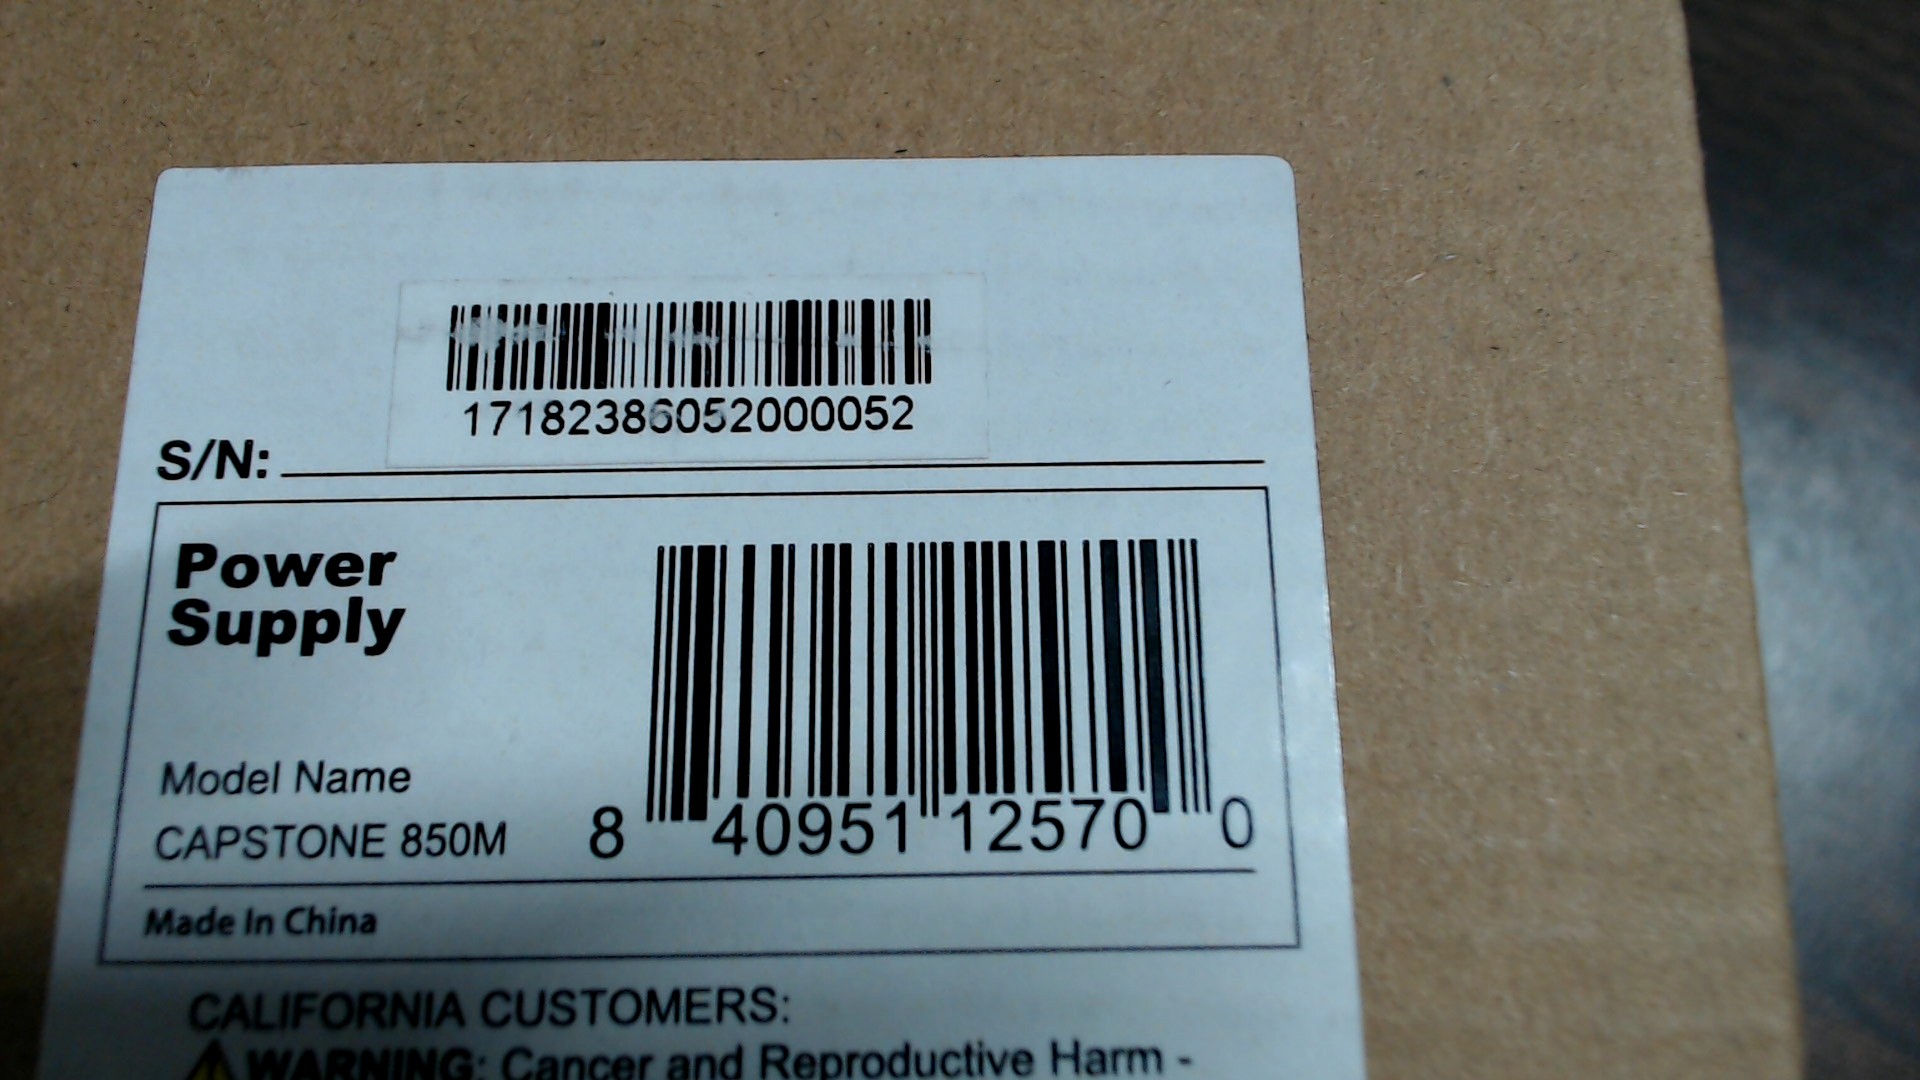 17182386052000052
S/N:
Power
Supply
Model Name
CAPSTONE 850M
8 40951 12570 0
Made In China
CALIFORNIA CUSTOMERS:
WARNING: Cancer and Reproductive Harm -